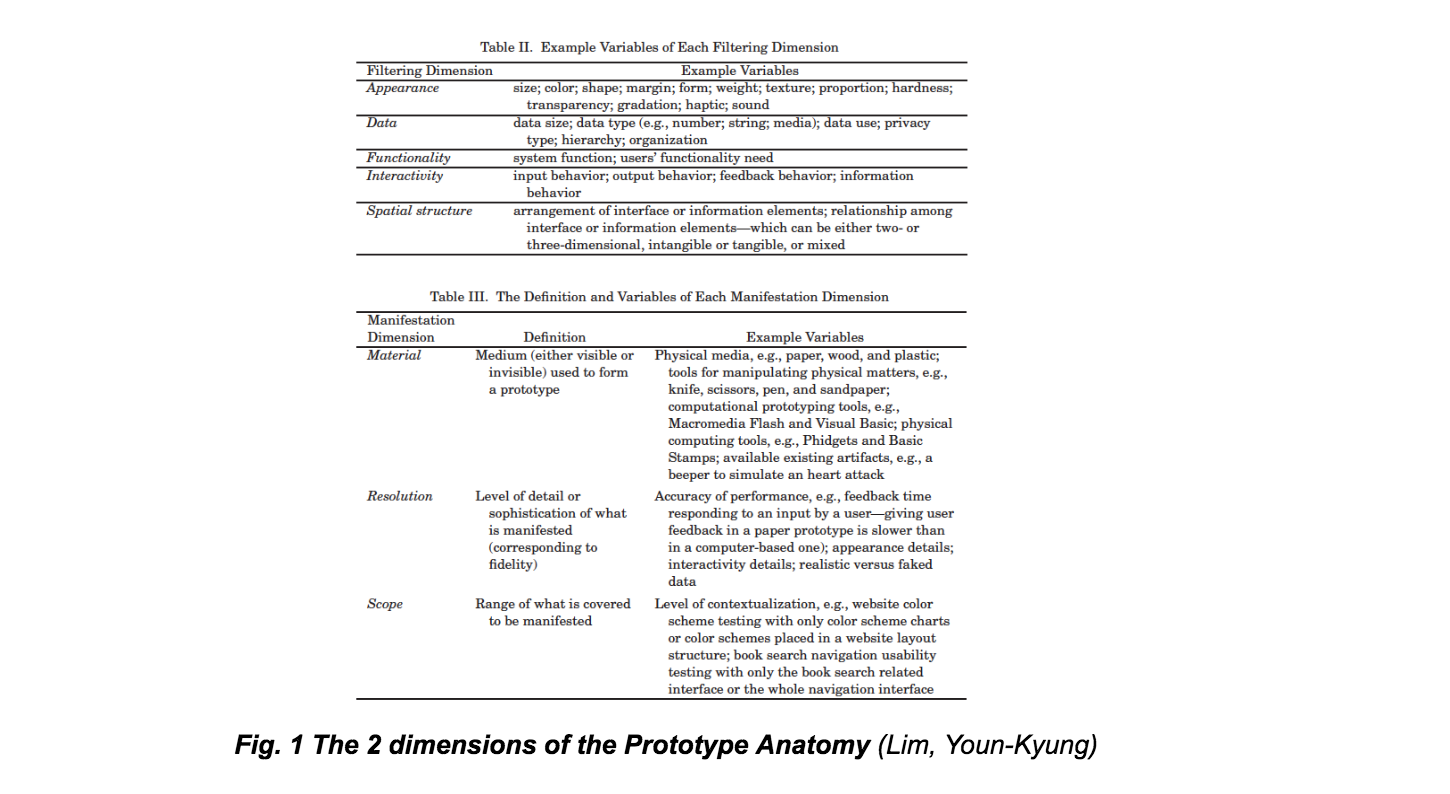 Table II. Example Variables of Each Filtering Dimension
Filtering Dimension Example Variables
Appearance size; color; shape; margin; form; weight; texture; proportion; hardness;
transparency; gradation; haptic; sound
Data data size; data type (e.g., number; string; media); data use; privacy
type; hierarchy; organization
Functionality system function; users' functionality need
Interactivity input behavior; output behavior; feedback behavior; information
behavior
Spatial structure arrangement of interface or information elements; relationship among
interface or information elements—which can be either two- or
three-dimensional, intangible or tangible, or mixed
Table III. The Definition and Variables of Each Manifestation Dimension
Manifestation
Dimension Definition Example Variables
Material Medium (either visible or Physical media, e.g., paper, wood, and plastic;
invisible) used to form tools for manipulating physical matters, e.g.,
a prototype knife, scissors, pen, and sandpaper;
computational prototyping tools, e.g.,
Macromedia Flash and Visual Basic; physical
computing tools, e.g., Phidgets and Basic
Stamps; available existing artifacts, e.g., a
beeper to simulate an heart attack
Resolution Level of detail or Accuracy of performance, e.g., feedback time
sophistication of what responding to an input by a user—giving user
is manifested feedback in a paper prototype is slower than
(corresponding to in a computer-based one); appearance details;
fidelity) interactivity details; realistic versus faked
data
Scope Range of what is covered Level of contextualization, e.g., website color
to be manifested scheme testing with only color scheme charts
or color schemes placed in a website layout
structure; book search navigation usability
testing with only the book search related
interface or the whole navigation interface
Fig. 1 The 2 dimensions of the Prototype Anatomy (Lim, Youn-Kyung)